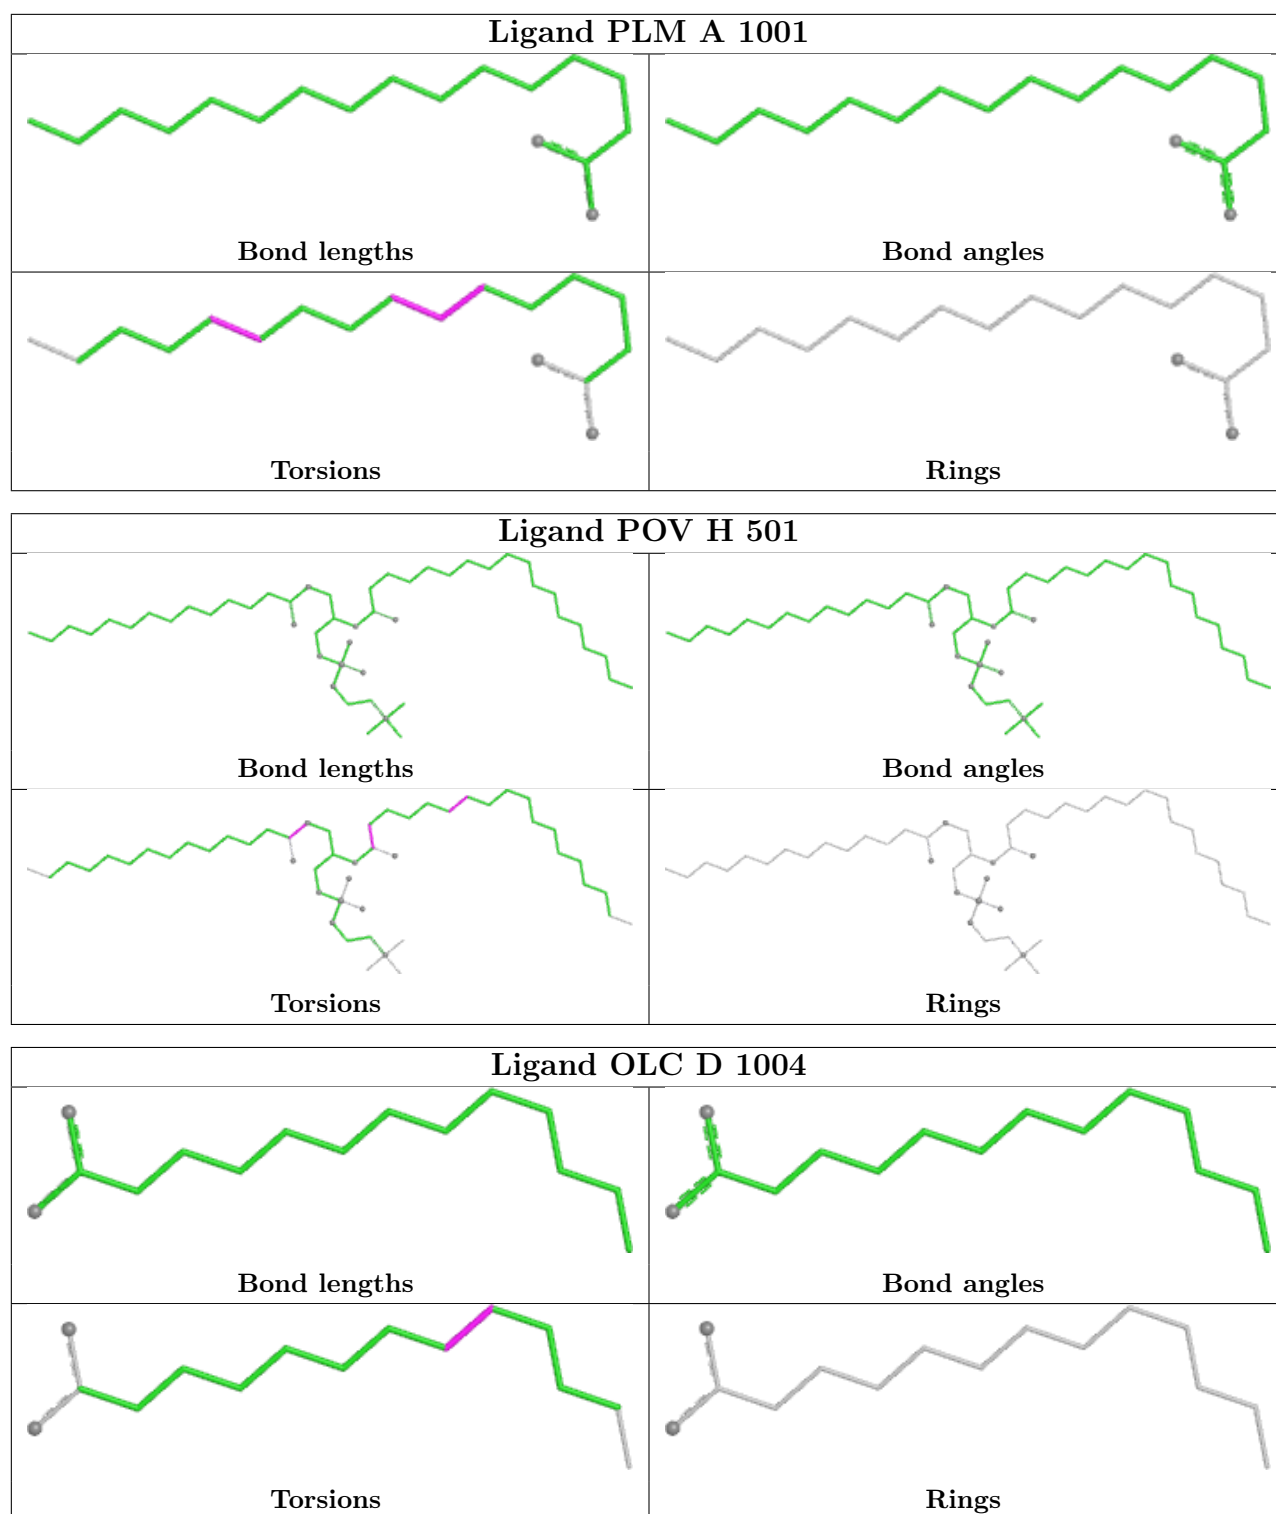 Ligand PLM A 1001
Bond lengths
Bond angles
Torsions
Rings
Ligand POV H 501
Bond lengths
Bond angles
Torsions
Rings
Ligand OLC D 1004
Bond lengths
Bond angles
Torsions
Rings